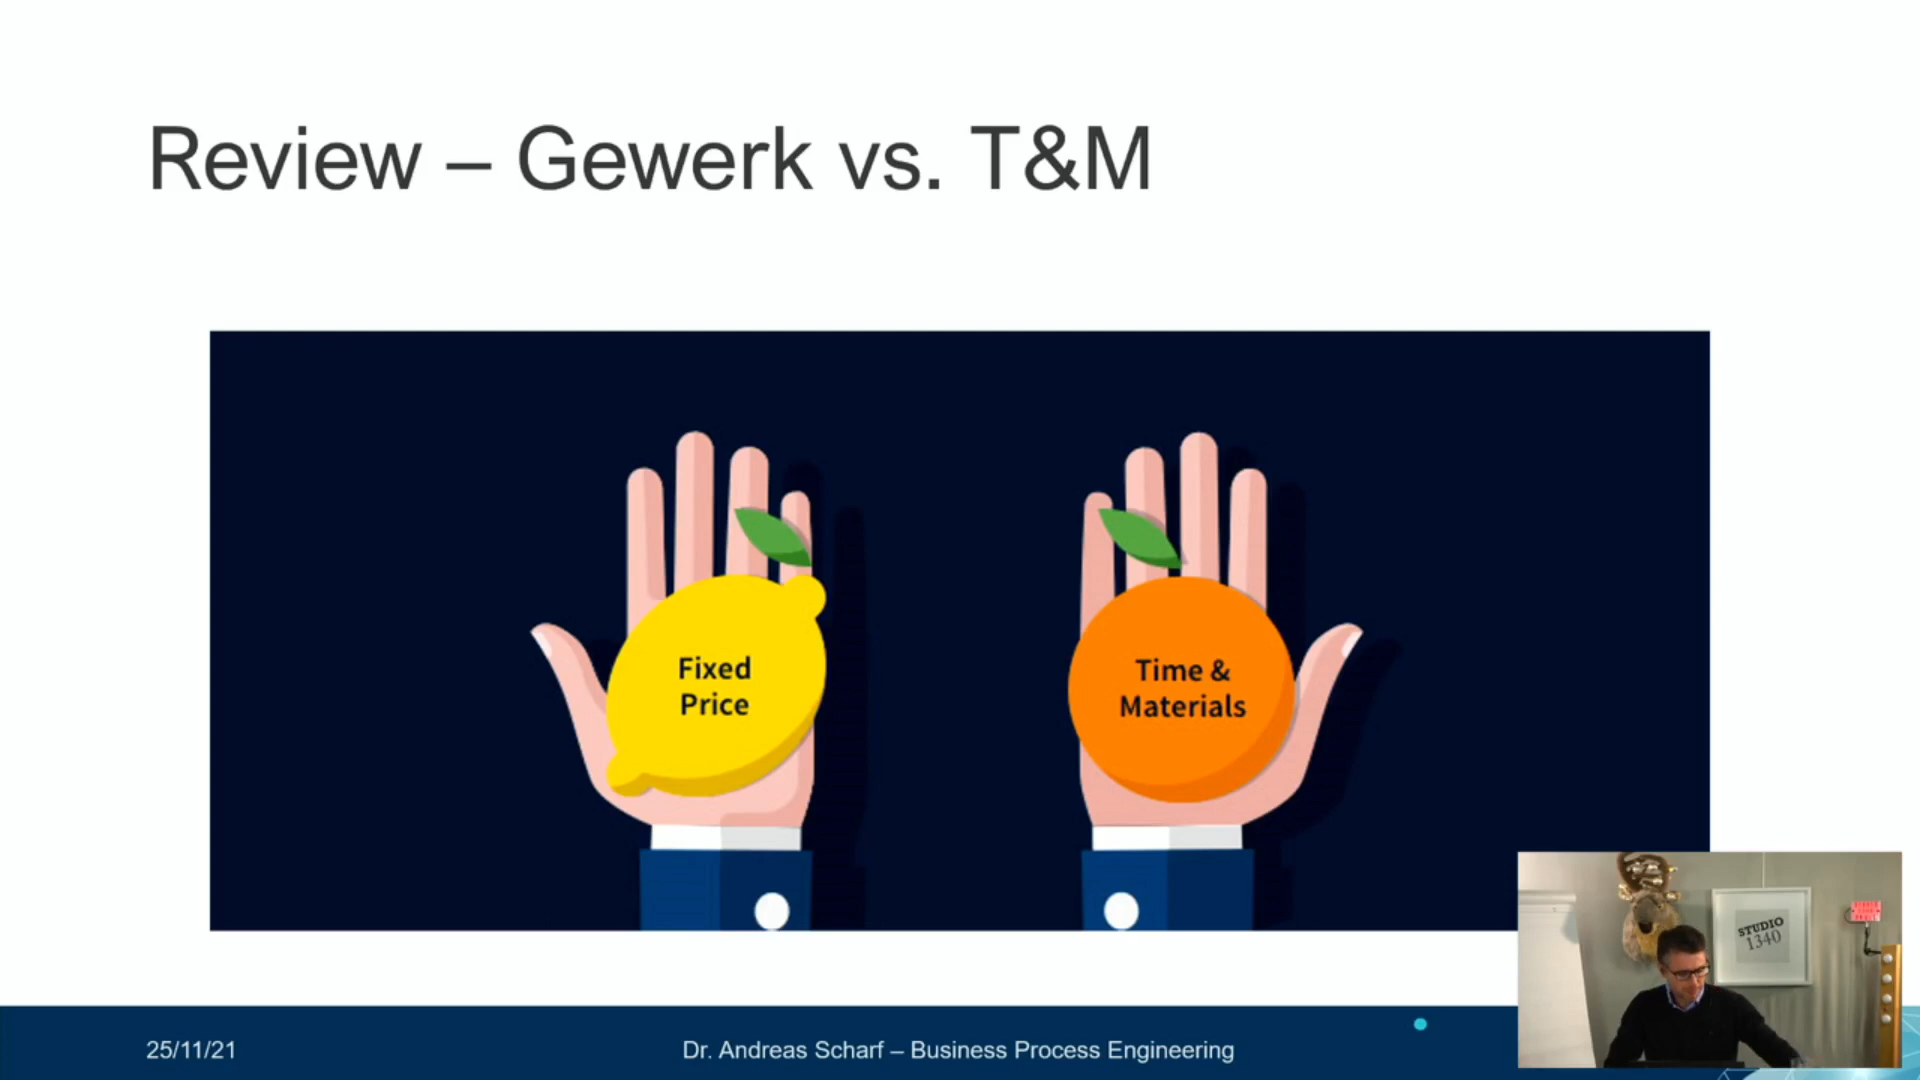 Review – Gewerk vs. T&M
Fixed
Price
Time &
Materials
STUDIO
1340
25/11/21
Dr. Andreas Scharf – Business Process Engineering